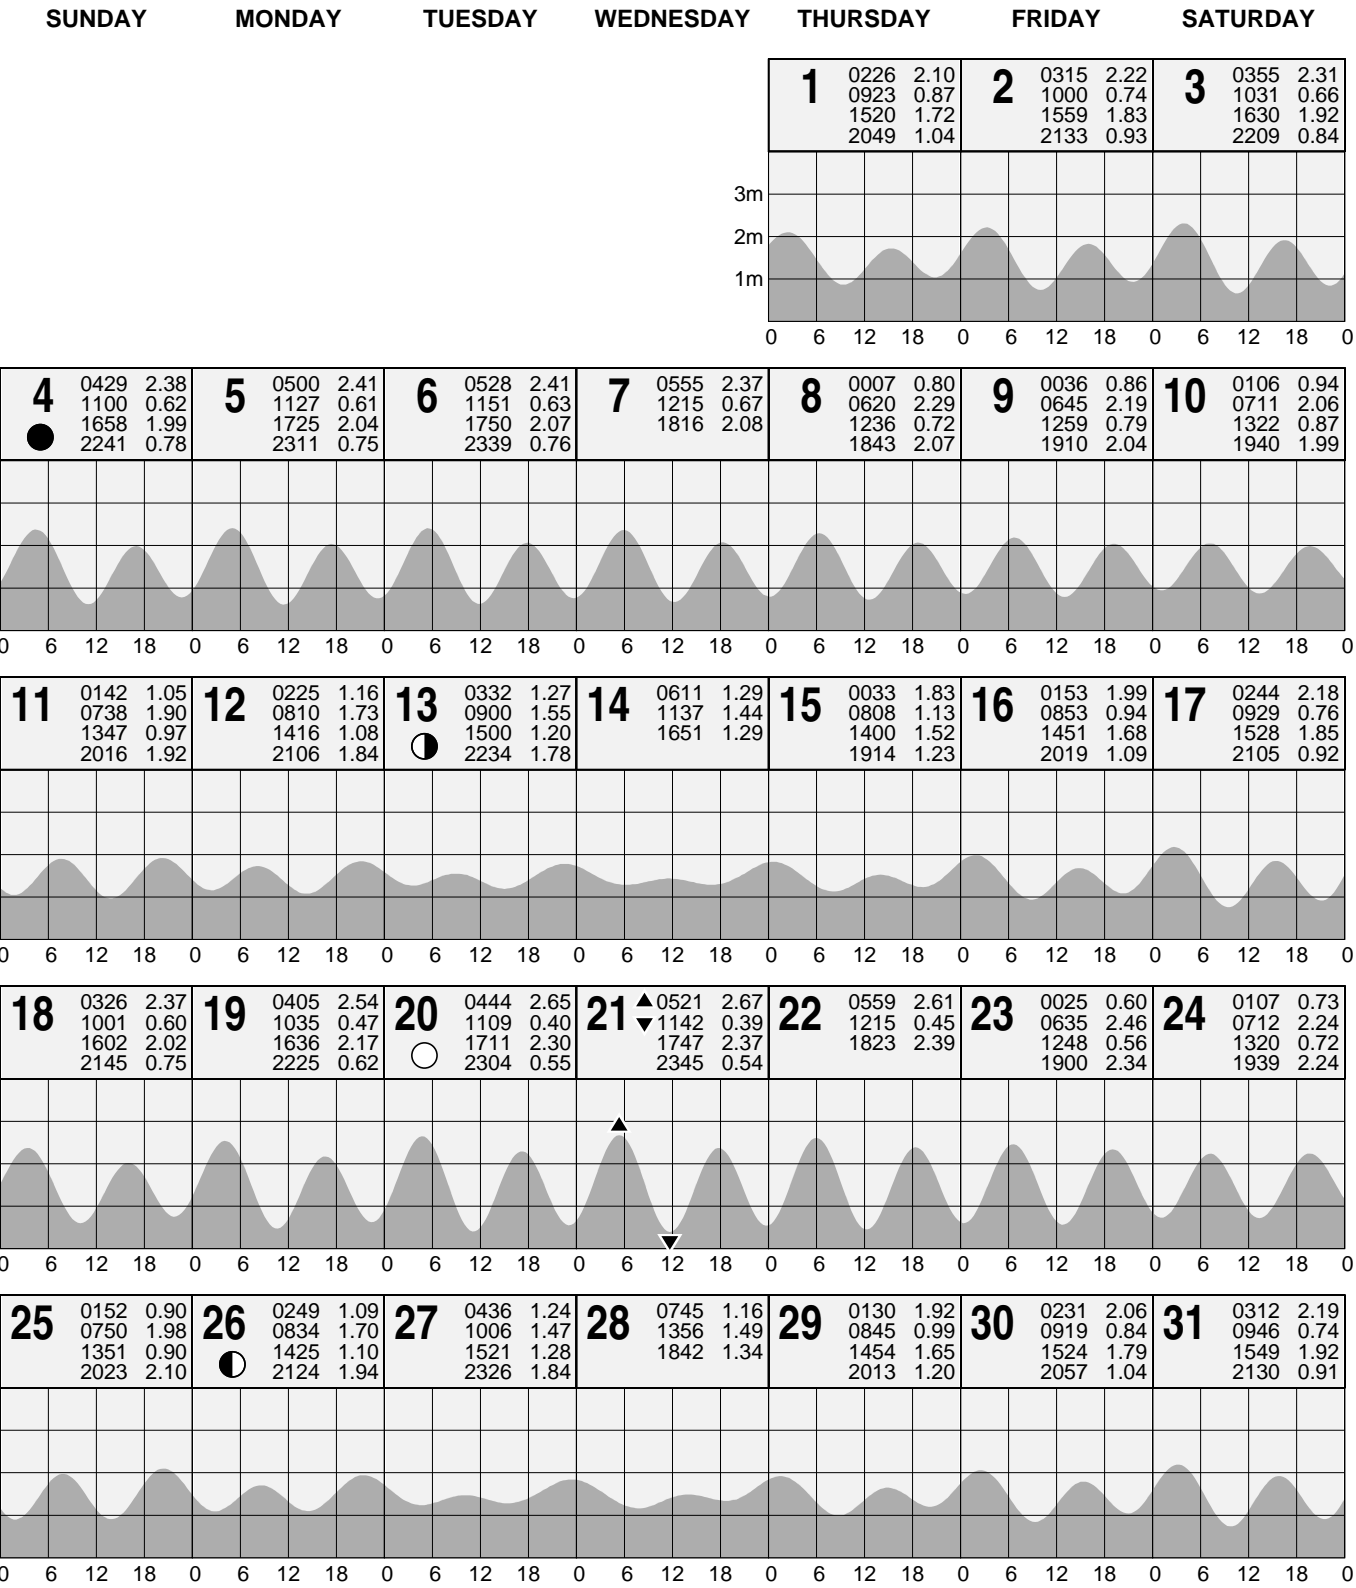 SUNDAY MONDAY TUESDAY WEDNESDAY THURSDAY FRIDAY SATURDAY
1 0226 2.10 2 0315 2.22 3 0355 2.31
0923 0.87 1000 0.74 1031 0.66
1520 1.72 1559 1.83 1630 1.92
2049 1.04 2133 0.93 2209 0.84
3m
2m
1m
0 6 12 18 0 6 12 18 0 6 12 18 0
4 0429 2.38 5 0500 2.41 6 0528 2.41 7 0555 2.37 8 0007 0.80 9 0036 0.86 10 0106 0.94
1100 0.62 1127 0.61 1151 0.63 1215 0.67 0620 2.29 0645 2.19 0711 2.06
1658 1.99 1725 2.04 1750 2.07 1816 2.08 1236 0.72 1259 0.79 1322 0.87
2241 0.78 2311 0.75 2339 0.76 1843 2.07 1910 2.04 1940 1.99
0 6 12 18 0 6 12 18 0 6 12 18 0 6 12 18 0 6 12 18 0 6 12 18 0 6 12 18 0
11 0142 1.05 12 0225 1.16 13 0332 1.27 14 0611 1.29 15 0033 1.83 16 0153 1.99 17 0244 2.18
0738 1.90 0810 1.73 0900 1.55 1137 1.44 0808 1.13 0853 0.94 0929 0.76
1347 0.97 1416 1.08 1500 1.20 1651 1.29 1400 1.52 1451 1.68 1528 1.85
2016 1.92 2106 1.84 2234 1.78 1914 1.23 2019 1.09 2105 0.92
0 6 12 18 0 6 12 18 0 6 12 18 0 6 12 18 0 6 12 18 0 6 12 18 0 6 12 18 0
18 0326 2.37 19 0405 2.54 20 0444 2.65 21 0521 2.67 22 0559 2.61 23 0025 0.60 24 0107 0.73
1001 0.60 1035 0.47 1109 0.40 1142 0.39 1215 0.45 0635 2.46 0712 2.24
1602 2.02 1636 2.17 1711 2.30 1747 2.37 1823 2.39 1248 0.56 1320 0.72
2145 0.75 2225 0.62 2304 0.55 2345 0.54 1900 2.34 1939 2.24
0 6 12 18 0 6 12 18 0 6 12 18 0 6 12 18 0 6 12 18 0 6 12 18 0 6 12 18 0
25 0152 0.90 26 0249 1.09 27 0436 1.24 28 0745 1.16 29 0130 1.92 30 0231 2.06 31 0312 2.19
0750 1.98 0834 1.70 1006 1.47 1356 1.49 0845 0.99 0919 0.84 0946 0.74
1351 0.90 1425 1.10 1521 1.28 1842 1.34 1454 1.65 1524 1.79 1549 1.92
2023 2.10 2124 1.94 2326 1.84 2013 1.20 2057 1.04 2130 0.91
0 6 12 18 0 6 12 18 0 6 12 18 0 6 12 18 0 6 12 18 0 6 12 18 0 6 12 18 0